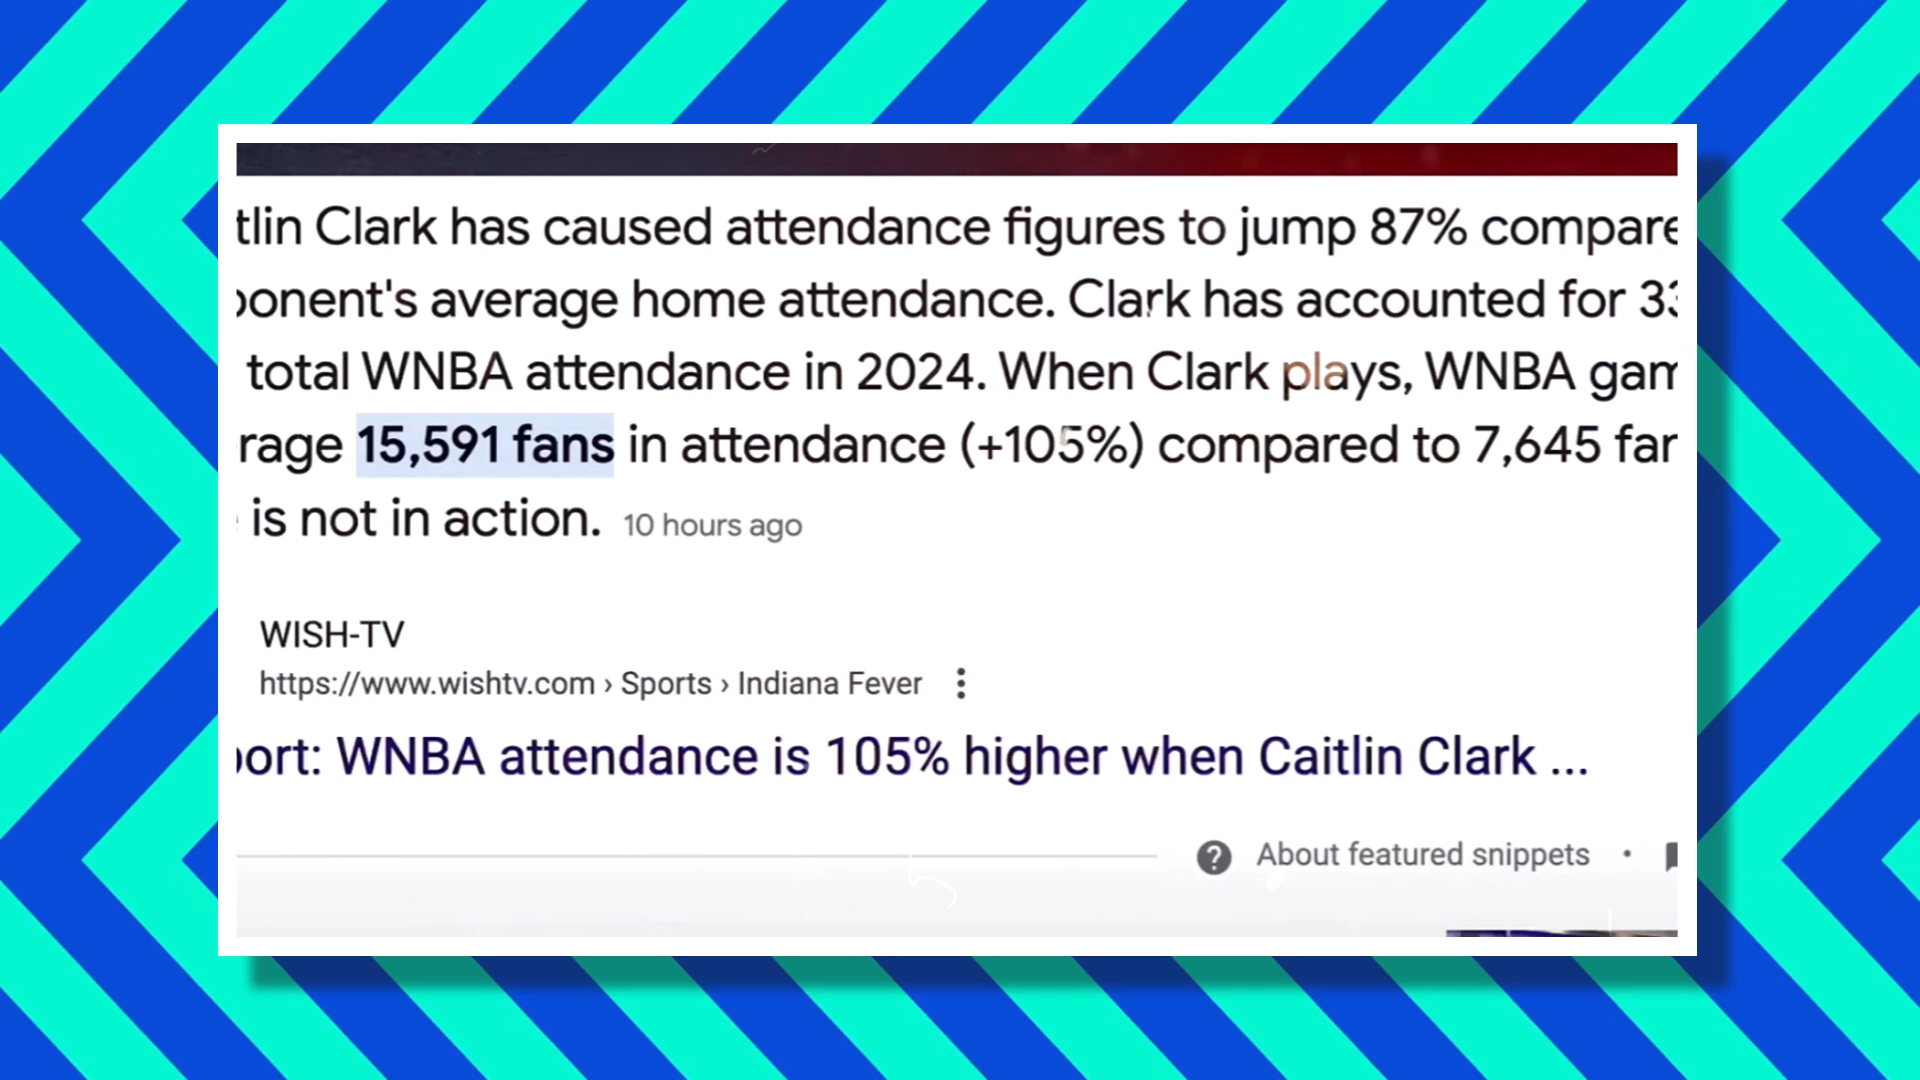 tlin Clark has caused attendance figures to jump 87% compare
ponent's average home attendance. Clark has accounted for 33
total WNBA attendance in 2024. When Clark plays, WNBA gam
rage 15,591 fans in attendance (+105%) compared to 7,645 fan
is not in action. 10 hours ago
WISH-TV
https://www.wishtv.com › Sports › Indiana Fever
port: WNBA attendance is 105% higher when Caitlin Clark ...
About featured snippets •